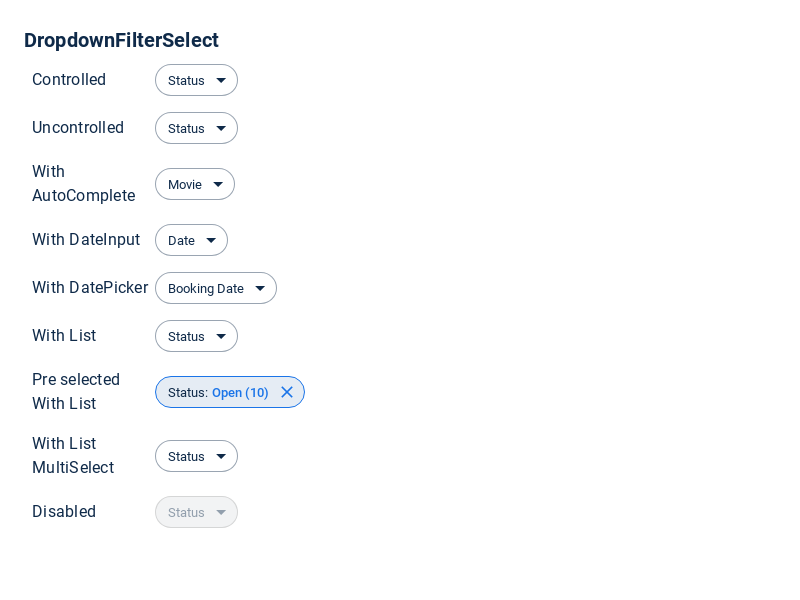 DropdownFilterSelect
Controlled Status
Uncontrolled Status
With
AutoComplete Movie
With DateInput Date
With DatePicker Booking Date
With List Status
Pre selected
With List Status: Open (10)
With List
MultiSelect Status
Disabled Status